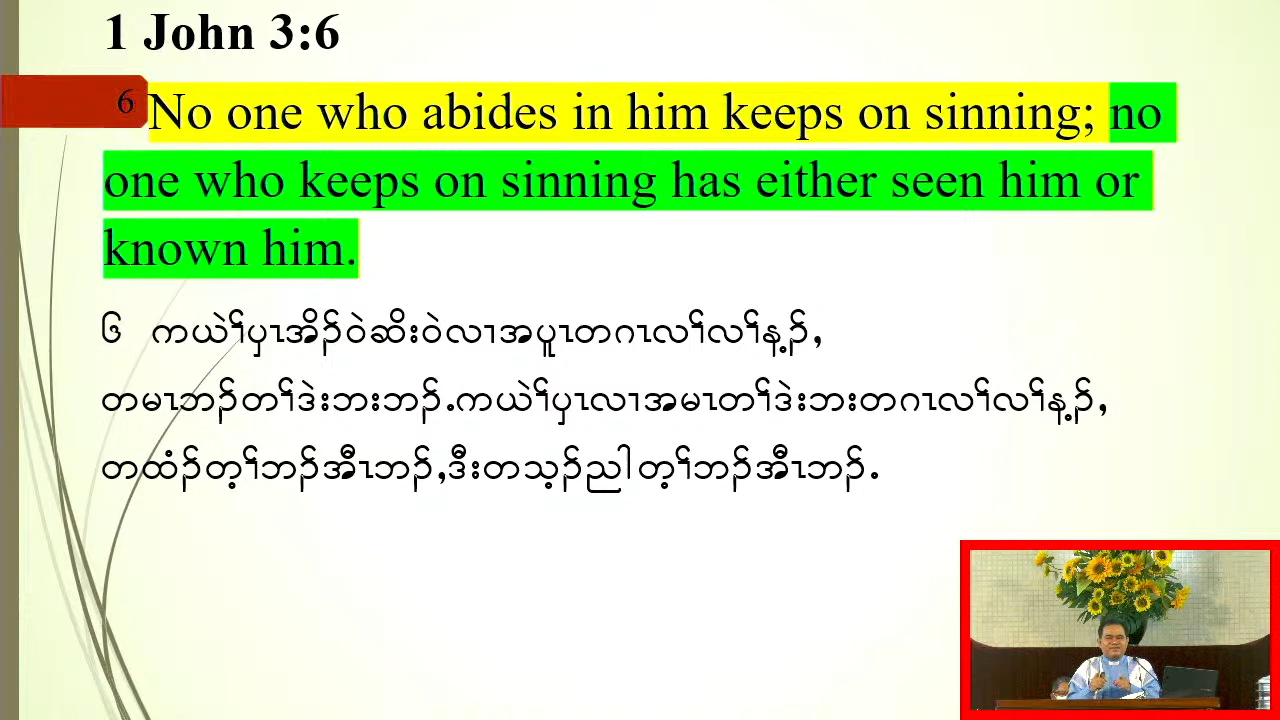 1 John 3:6
6 No one who abides in him keeps on sinning; no
one who keeps on sinning has either seen him or
known him.
၆ ကယဲၢ်ပှၤအိၣ်ဝဲဆိးဝဲလၢအပူၤတဂၤလၢ်လၢ်န့ၣ်,
တမၤဘၣ်တၢ်ဒဲးဘးဘၣ်.ကယဲၢ်ပှၤလၢအမၤတၢ်ဒဲးဘးတဂၤလၢ်လၢ်န့ၣ်,
တထံၣ်တ့ၢ်ဘၣ်အီၤဘၣ်,ဒီးတသ့ၣ်ညါတ့ၢ်ဘၣ်အီၤဘၣ်.